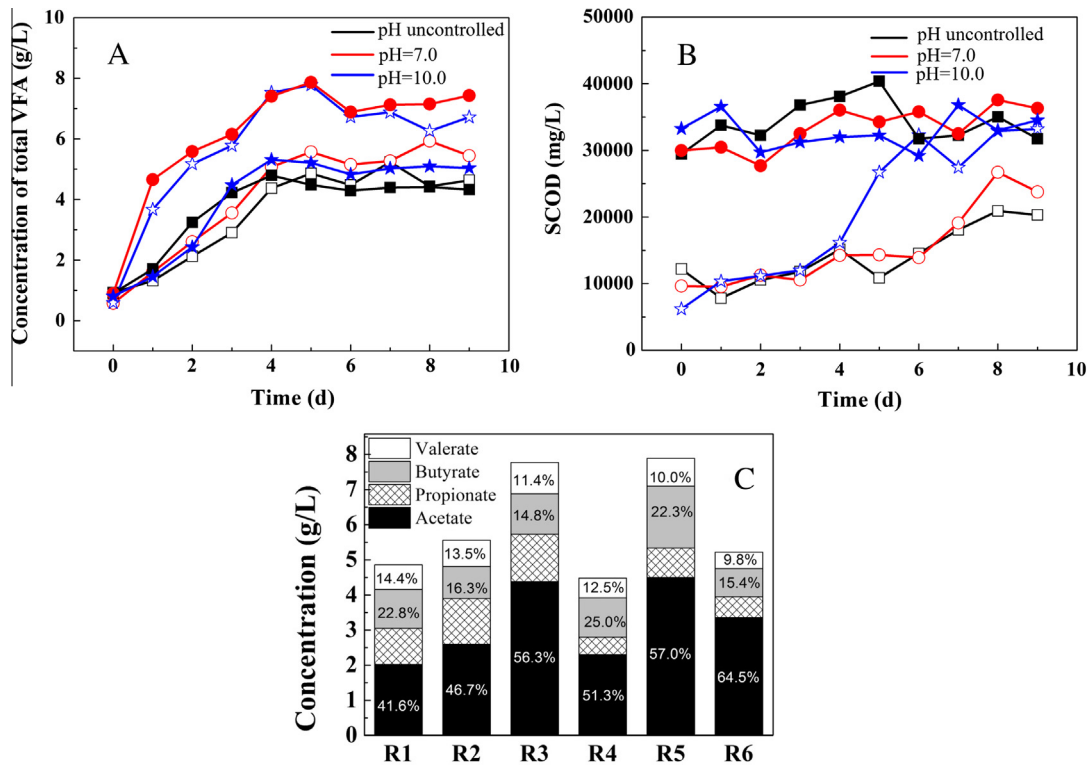 A
pH uncontrolled
pH=7.0
pH=10.0
Concentration of total VFA (g/L)
10
8
6
4
2
0
0 2 4 6 8 10
Time (d)
B
pH uncontrolled
pH=7.0
pH=10.0
SCOD (mg/L)
50000
40000
30000
20000
10000
0
0 2 4 6 8 10
Time (d)
C
Valerate
Butyrate
Propionate
Acetate
Concentration (g/L)
8
7
6
5
4
3
2
1
0
14.4%
22.8%
41.6%
13.5%
16.3%
46.7%
11.4%
14.8%
56.3%
12.5%
25.0%
51.3%
10.0%
22.3%
57.0%
9.8%
15.4%
64.5%
R1 R2 R3 R4 R5 R6